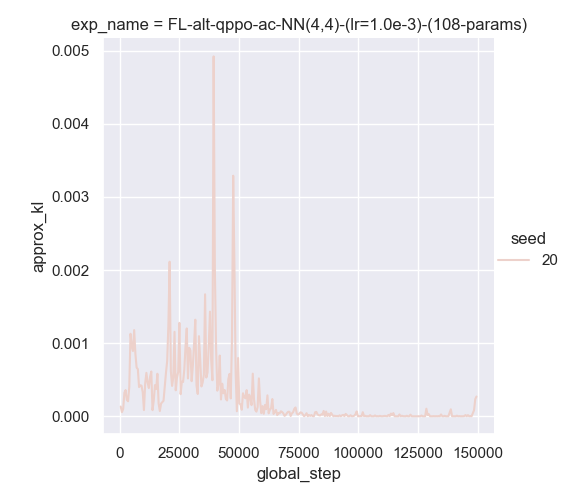 exp_name = FL-alt-qppo-ac-NN(4,4)-(lr=1.0e-3)-(108-params)
0.005
0.004
0.003
0.002
0.001
0.000
approx_kl
0 25000 50000 75000 100000 125000 150000
global_step
seed
20